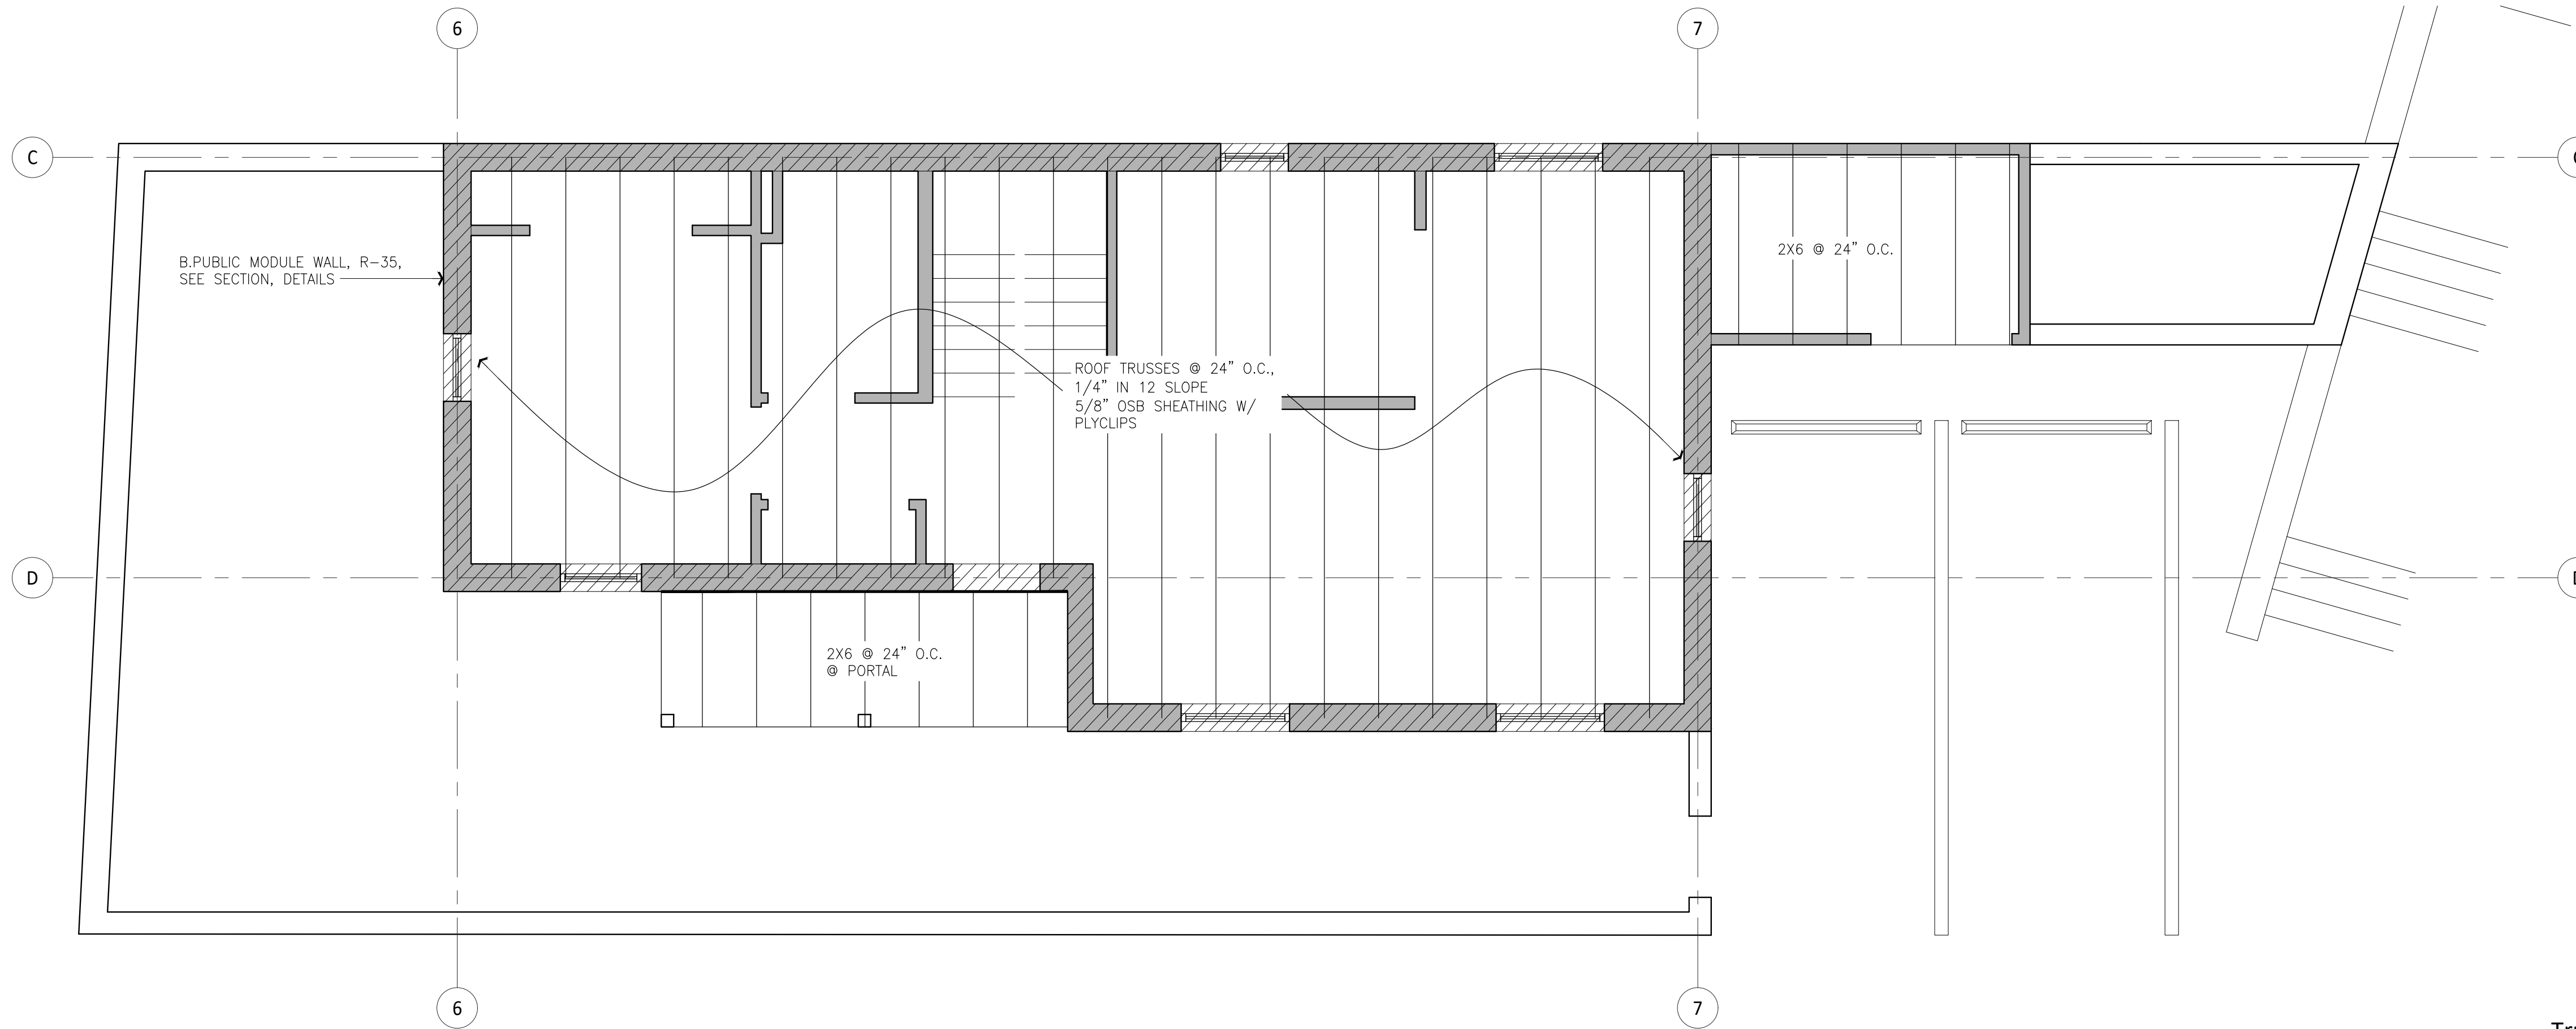 6
7
C
B.PUBLIC MODULE WALL, R-35,
SEE SECTION, DETAILS
2X6 @ 24" O.C.
ROOF TRUSSES @ 24" O.C.,
1/4" IN 12 SLOPE
5/8" OSB SHEATHING W/
PLYCLIPS
D
2X6 @ 24" O.C.
@ PORTAL
6
7